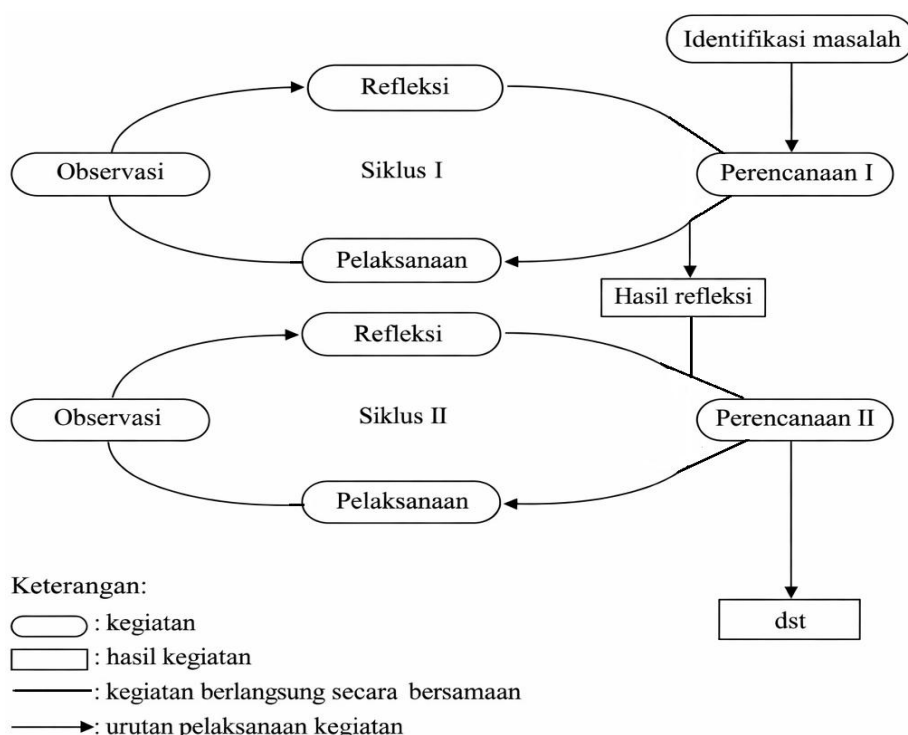 Identifikasi masalah
Refleksi
Observasi
Siklus I
Perencanaan I
Pelaksanaan
Hasil refleksi
Refleksi
Observasi
Siklus II
Perencanaan II
Pelaksanaan
Keterangan:
: kegiatan
dst
: hasil kegiatan
: kegiatan berlangsung secara bersamaan
: urutan pelaksanaan kegiatan